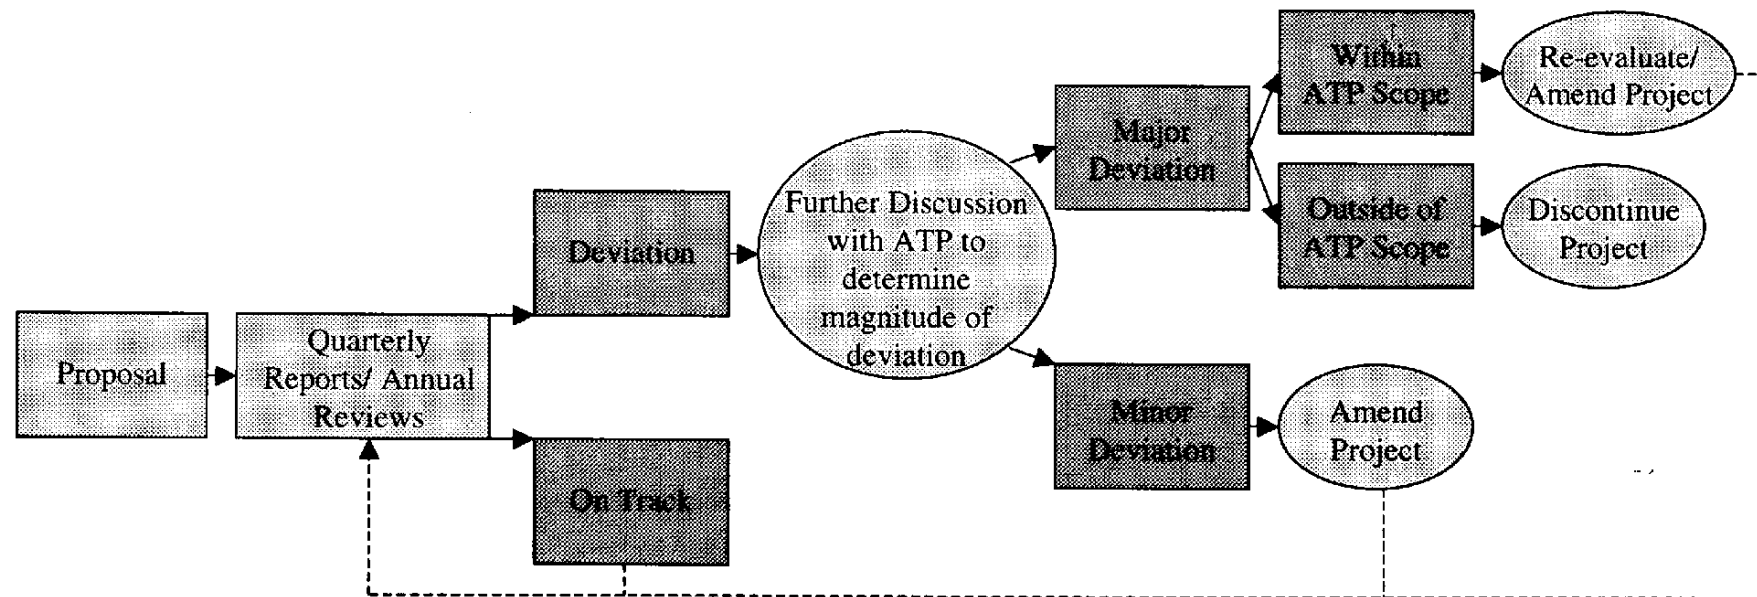 Proposal
Quarterly
Reports/ Annual
Reviews
Deviation
On Track
Further Discussion
with ATP to
determine
magnitude of
deviation
Major
Deviation
Minor
Deviation
Within
ATP Scope
Outside of
ATP Scope
Re-evaluate/
Amend Project
Discontinue
Project
Amend
Project